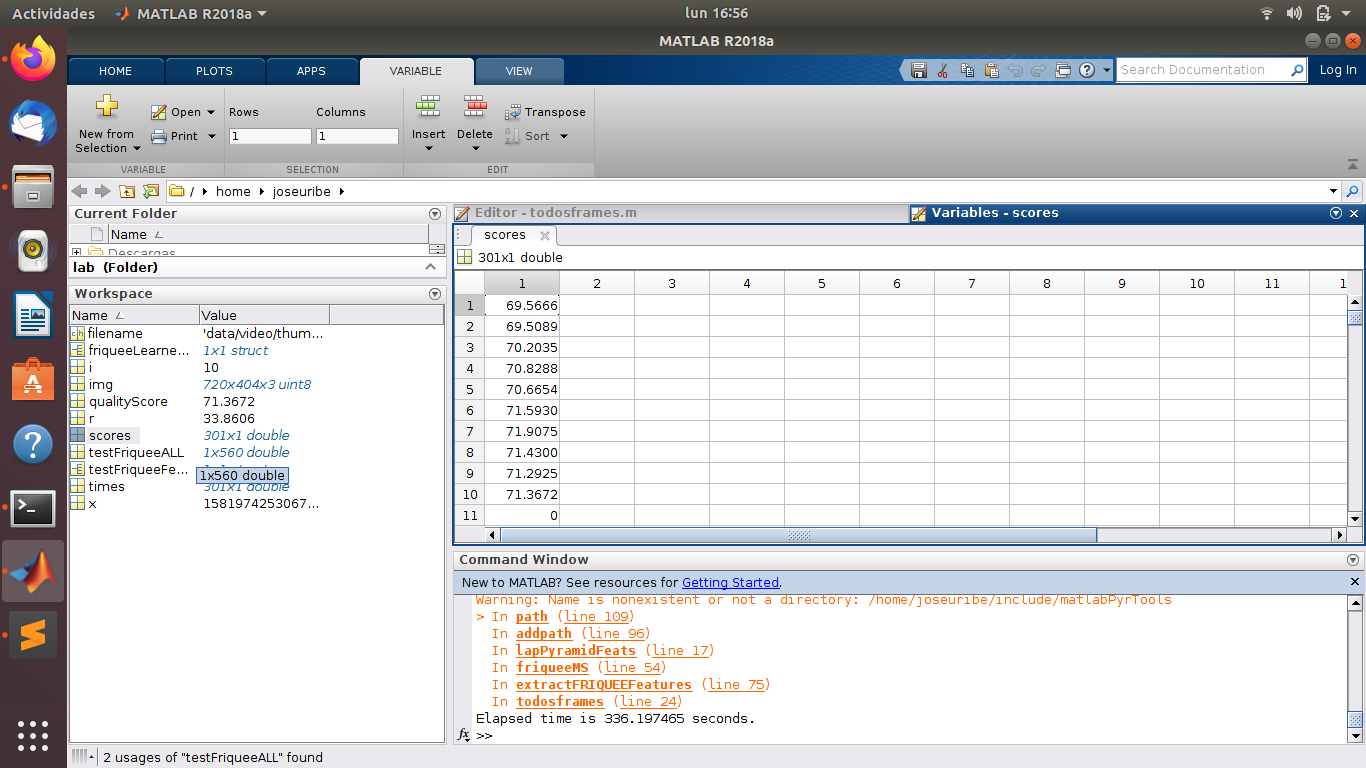 Actividades MATLAB R2018a lun 16:56
MATLAB R2018a
HOME PLOTS APPS VARIABLE VIEW Search Documentation Log In
New from Selection Open Print Rows Columns Insert Delete Transpose Sort
1 1
VARIABLE SELECTION EDIT
/ home joseuribe
Current Folder
Name
Descargas
lab (Folder)
Workspace
Name Value
filename 'data/video/thum...
friqueeLearne... 1x1 struct
i 10
img 720x404x3 uint8
qualityScore 71.3672
r 33.8606
scores 301x1 double
testFriqueeALL 1x560 double
testFriqueeFe...
1x560 double
times 301x1 double
x 1581974253067...
2 usages of "testFriqueeALL" found
Editor - todosframes.m Variables - scores
scores
301x1 double
1 2 3 4 5 6 7 8 9 10 11 1
1 69.5666
2 69.5089
3 70.2035
4 70.8288
5 70.6654
6 71.5930
7 71.9075
8 71.4300
9 71.2925
10 71.3672
11 0
Command Window
New to MATLAB? See resources for Getting Started.
Warning: Name is nonexistent or not a directory: /home/joseuribe/include/matlabPyrTools
> In path (line 109)
In addpath (line 96)
In lapPyramidFeats (line 17)
In friqueeMS (line 54)
In extractFRIQUEEFeatures (line 75)
In todosframes (line 24)
Elapsed time is 336.197465 seconds.
fx >>